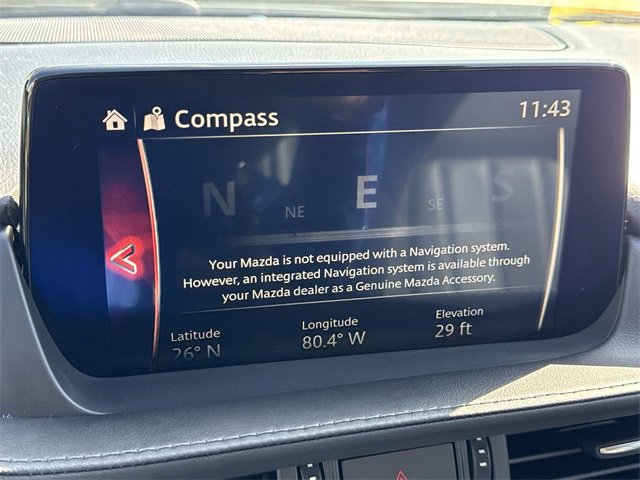 Compass
11:43
N NE E SE S
Your Mazda is not equipped with a Navigation system.
However, an integrated Navigation system is available through
your Mazda dealer as a Genuine Mazda Accessory.
Latitude Longitude Elevation
26° N 80.4° W 29 ft